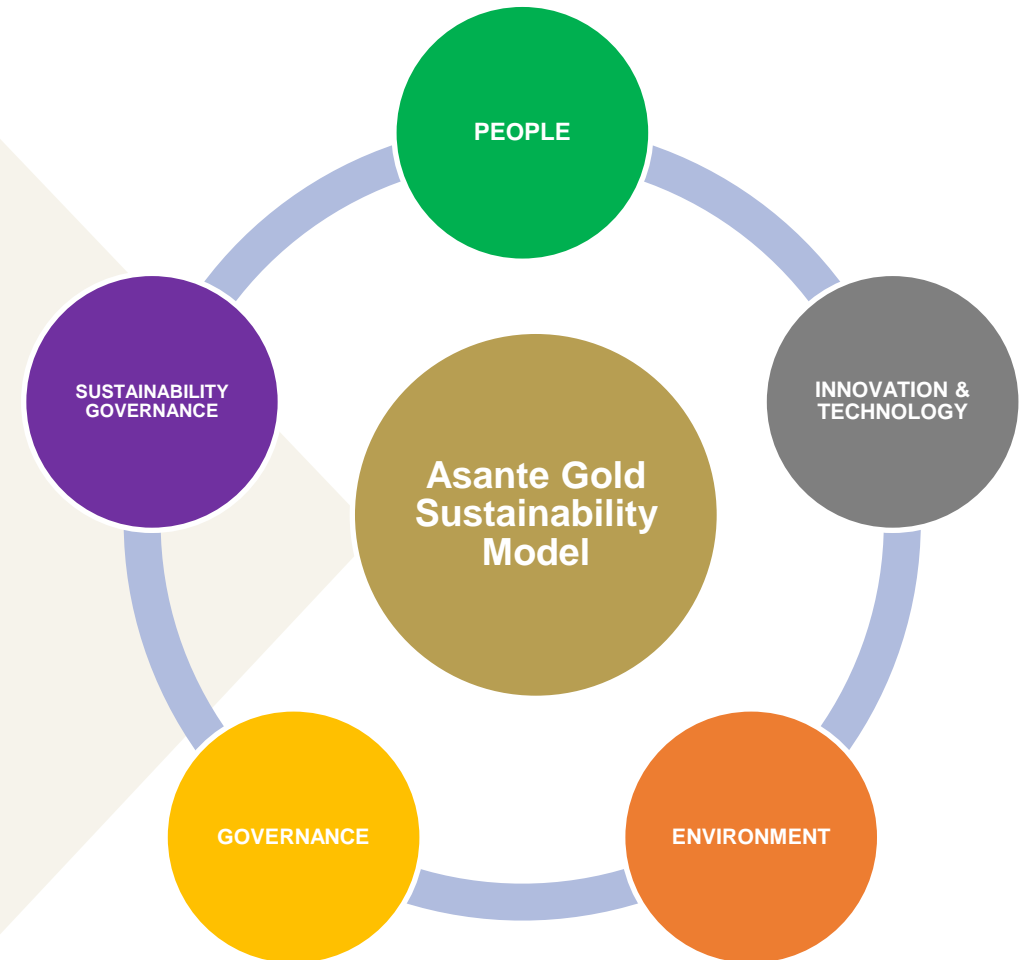 PEOPLE
INNOVATION &
TECHNOLOGY
SUSTAINABILITY
GOVERNANCE
Asante Gold
Sustainability
Model
GOVERNANCE
ENVIRONMENT